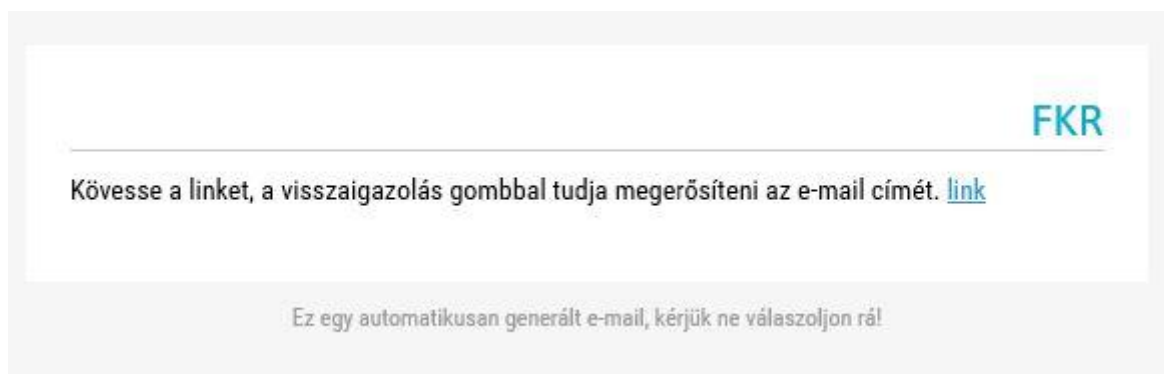 FKR
Kövesse a linket, a visszaigazolás gombbal tudja megerősíteni az e-mail címét. link
Ez egy automatikusan generált e-mail, kérjük ne válaszoljon rá!